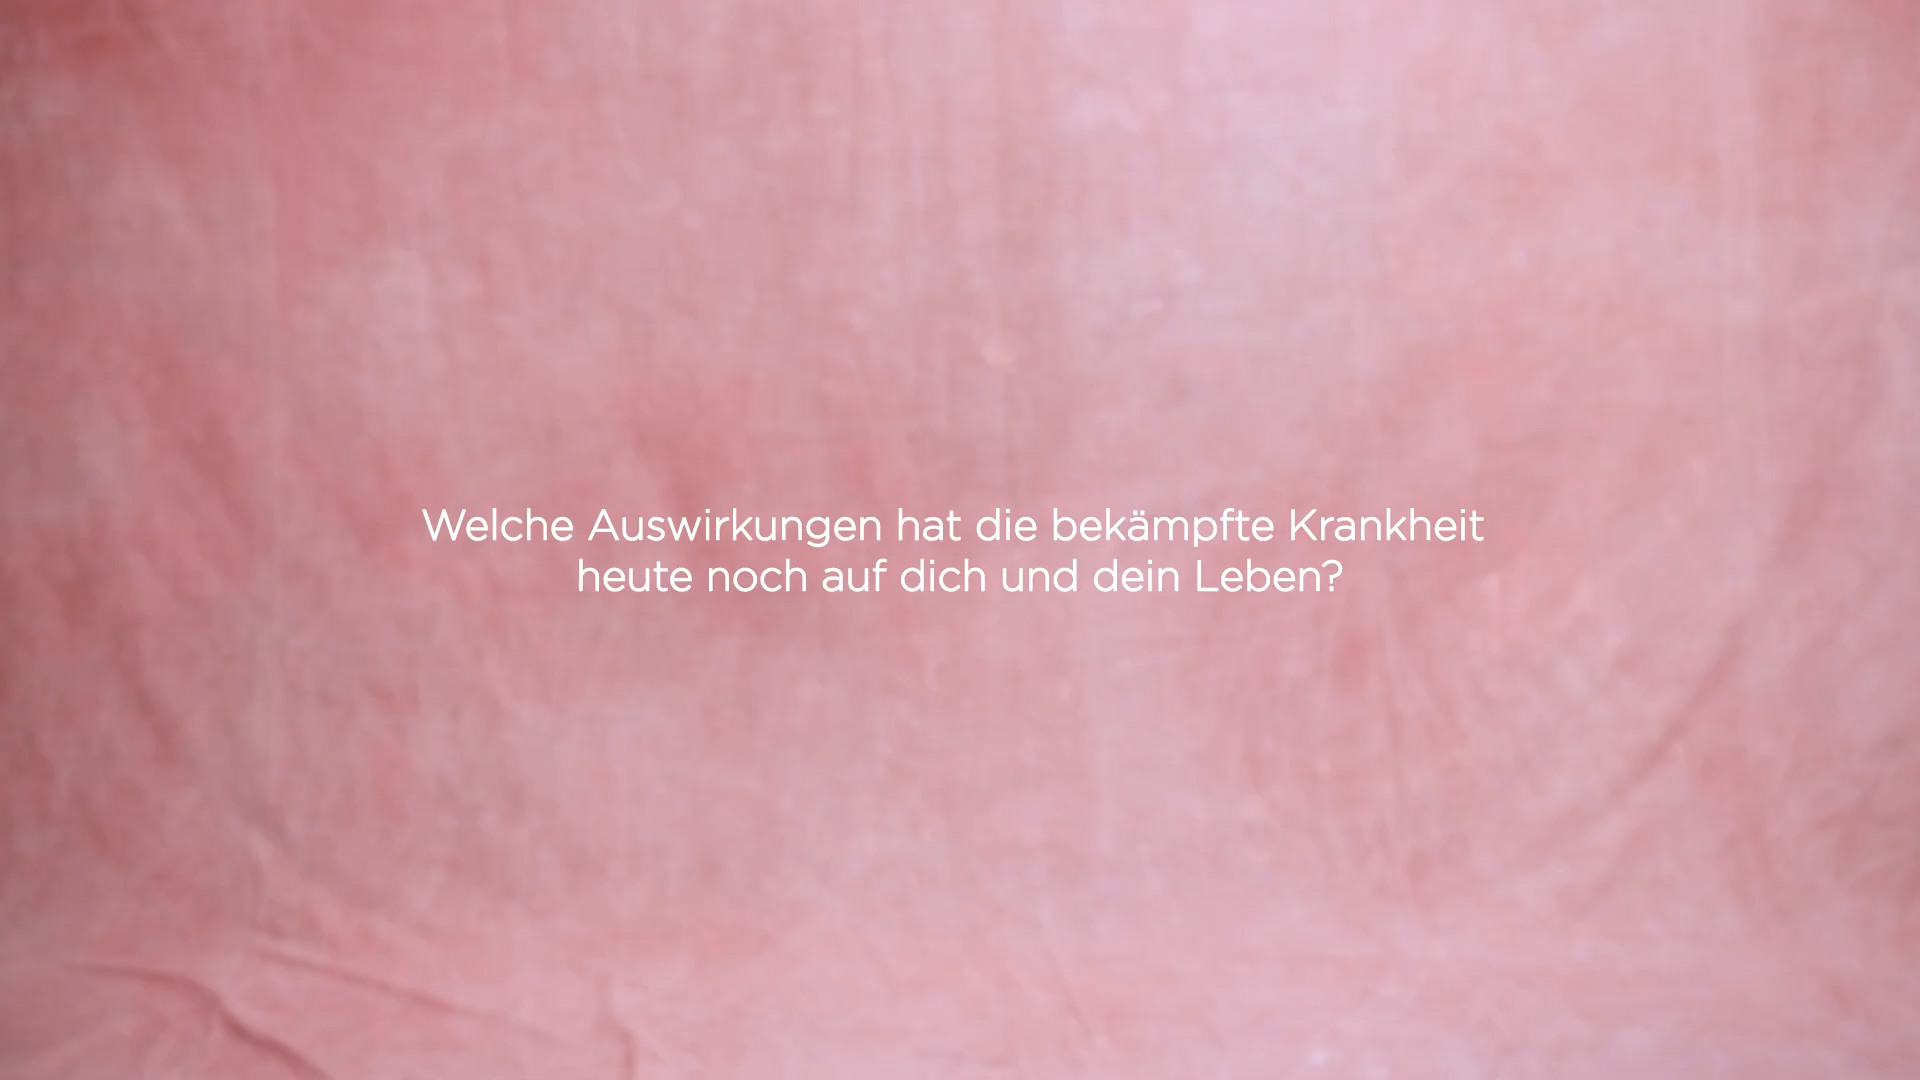 Welche Auswirkungen hat die bekämpfte Krankheit
heute noch auf dich und dein Leben?